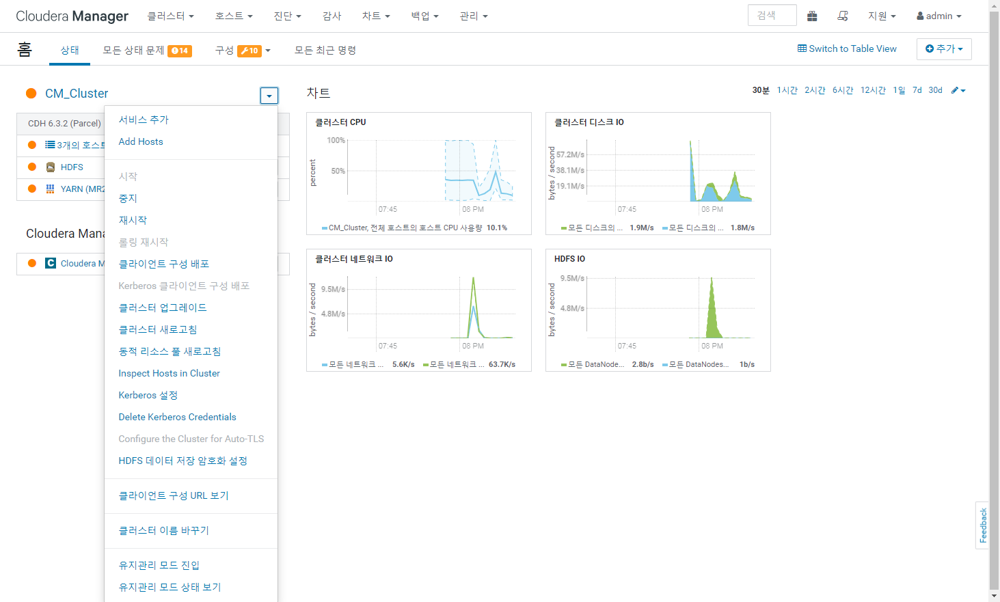 Cloudera Manager 클러스터 호스트 진단 감사 차트 백업 관리 검색 지원 admin
홈 상태 모든 상태 문제 14 구성 10 모든 최근 명령 Switch to Table View 추가
CM_Cluster
CDH 6.3.2 (Parcel)
3개의 호스트
HDFS
YARN (MR2
Cloudera Mana
Cloudera M
서비스 추가
Add Hosts
시작
중지
재시작
롤링 재시작
클라이언트 구성 배포
Kerberos 클라이언트 구성 배포
클러스터 업그레이드
클러스터 새로고침
동적 리소스 풀 새로고침
Inspect Hosts in Cluster
Kerberos 설정
Delete Kerberos Credentials
Configure the Cluster for Auto-TLS
HDFS 데이터 저장 암호화 설정
클라이언트 구성 URL 보기
클러스터 이름 바꾸기
유지관리 모드 진입
유지관리 모드 상태 보기
차트
30분 1시간 2시간 6시간 12시간 1일 7d 30d
클러스터 CPU
percent
100%
50%
07:45 08 PM
CM_Cluster, 전체 호스트의 호스트 CPU 사용량 10.1%
클러스터 디스크 IO
bytes / second
57.2M/s
38.1M/s
19.1M/s
07:45 08 PM
모든 디스크의 ... 1.9M/s 모든 디스크의 ... 1.8M/s
클러스터 네트워크 IO
bytes / second
9.5M/s
4.8M/s
07:45 08 PM
모든 네트워크 ... 5.6K/s 모든 네트워크 ... 63.7K/s
HDFS IO
bytes / second
9.5M/s
4.8M/s
07:45 08 PM
모든 DataNode... 2.8b/s 모든 DataNodes... 1b/s
Feedback